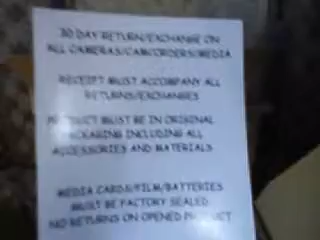 30 DAY RETURN/EXCHANGE ON
ALL CAMERAS/CAMCORDERS/MEDIA
RECEIPT MUST ACCOMPANY ALL
RETURNS/EXCHANGES
PRODUCT MUST BE IN ORIGINAL
PACKAGING INCLUDING ALL
ACCESSORIES AND MATERIALS
MEDIA CARDS/FILM/BATTERIES
MUST BE FACTORY SEALED
NO RETURNS ON OPENED PRODUCT